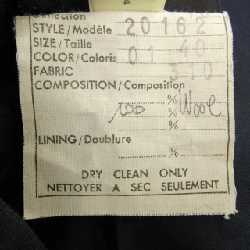 STYLE/Modèle 20162
SIZE/Taille 40
COLOR/Coloris 01
FABRIC 370
COMPOSITION/Composition
100 % Wool
%
%
LINING/Doublure
%
DRY CLEAN ONLY
NETTOYER A SEC SEULEMENT